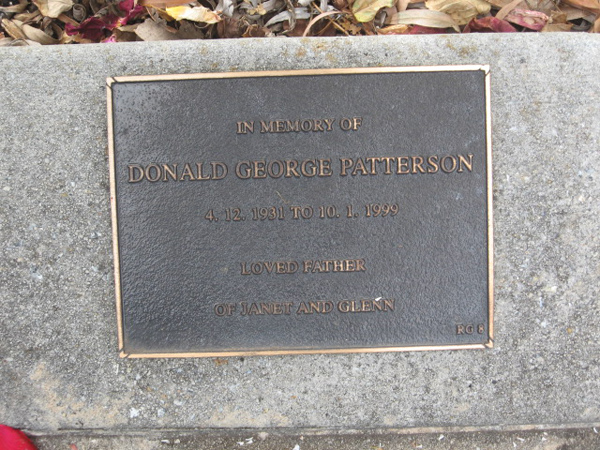 IN MEMORY OF
DONALD GEORGE PATTERSON
4. 12. 1931 TO 10. 1. 1999
LOVED FATHER
OF JANET AND GLENN
RG 8